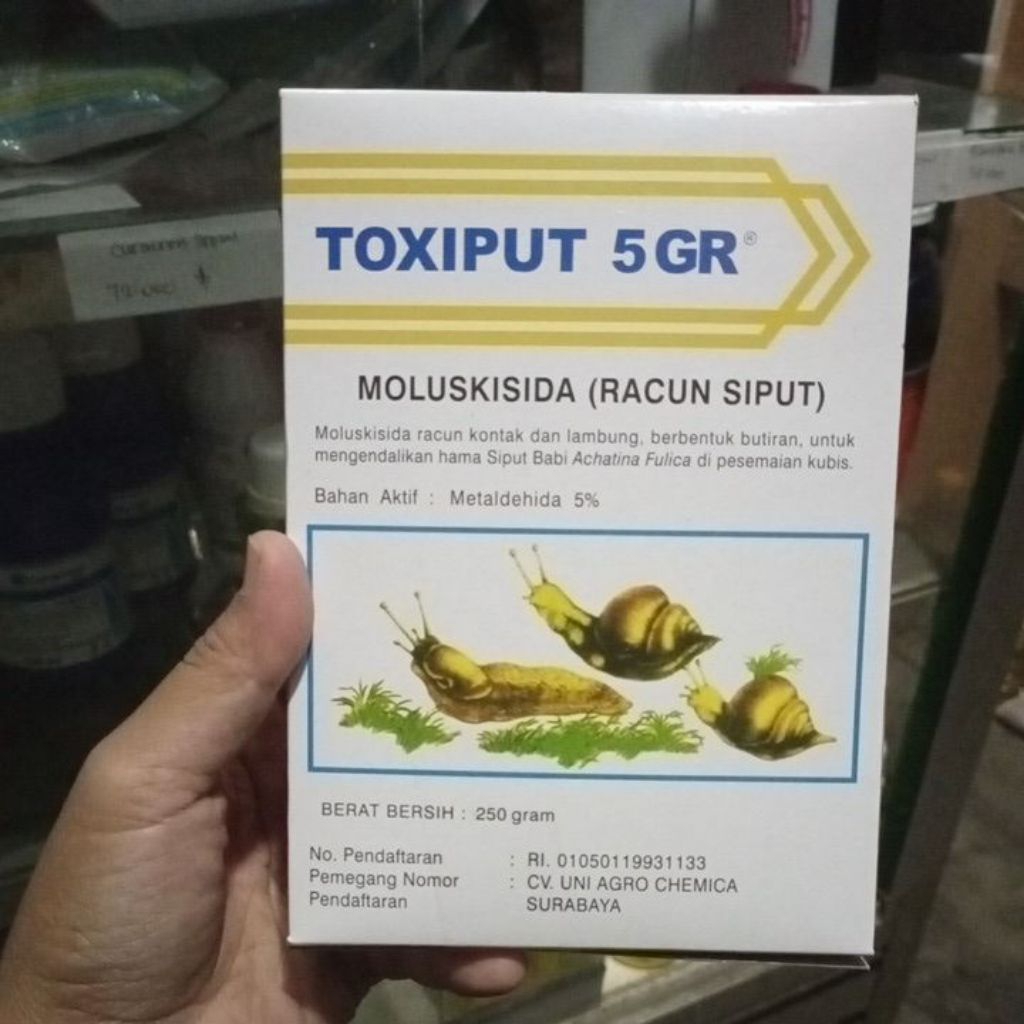 TOXIPUT 5GR®
MOLUSKISIDA (RACUN SIPUT)
Moluskisida racun kontak dan lambung, berbentuk butiran, untuk
mengendalikan hama Siput Babi Achatina Fulica di pesemaian kubis.
Bahan Aktif : Metaldehida 5%
BERAT BERSIH : 250 gram
No. Pendaftaran : RI. 01050119931133
Pemegang Nomor : CV. UNI AGRO CHEMICA
Pendaftaran SURABAYA